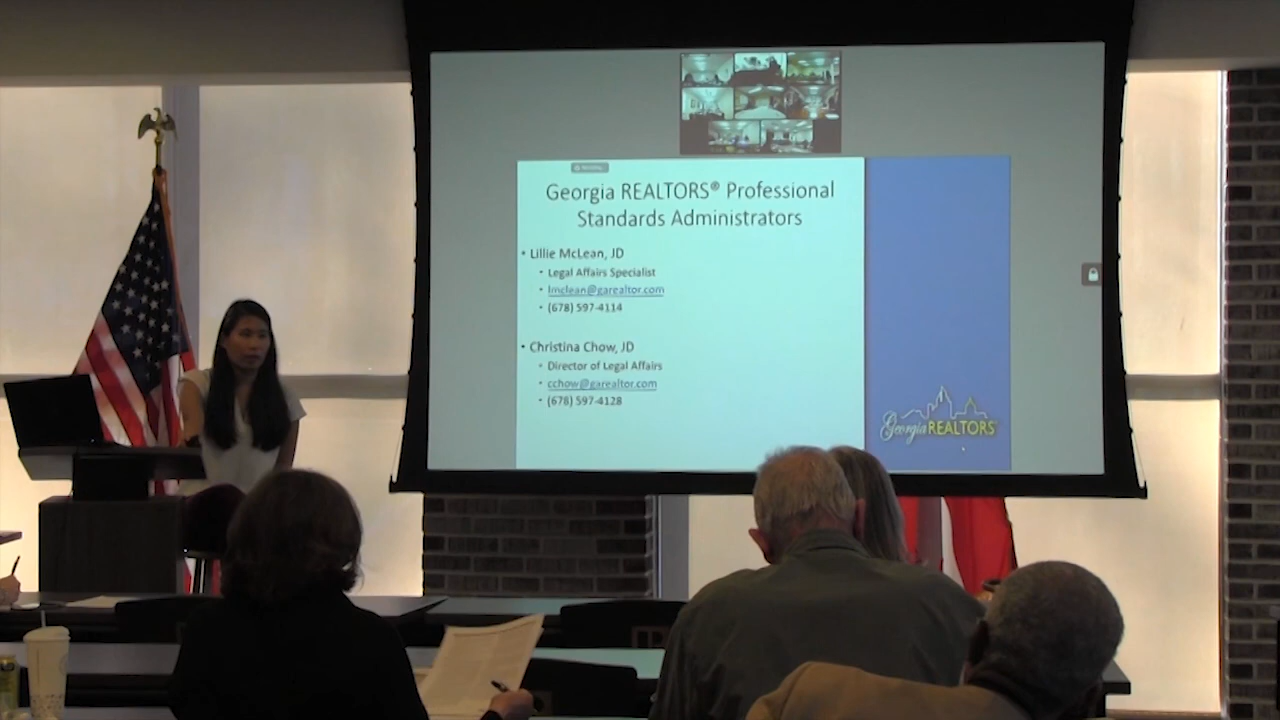 Georgia REALTORS® Professional
Standards Administrators
• Lillie McLean, JD
• Legal Affairs Specialist
• lmclean@garealtor.com
• (678) 597-4114
• Christina Chow, JD
• Director of Legal Affairs
• cchow@garealtor.com
• (678) 597-4128
Georgia REALTORS®